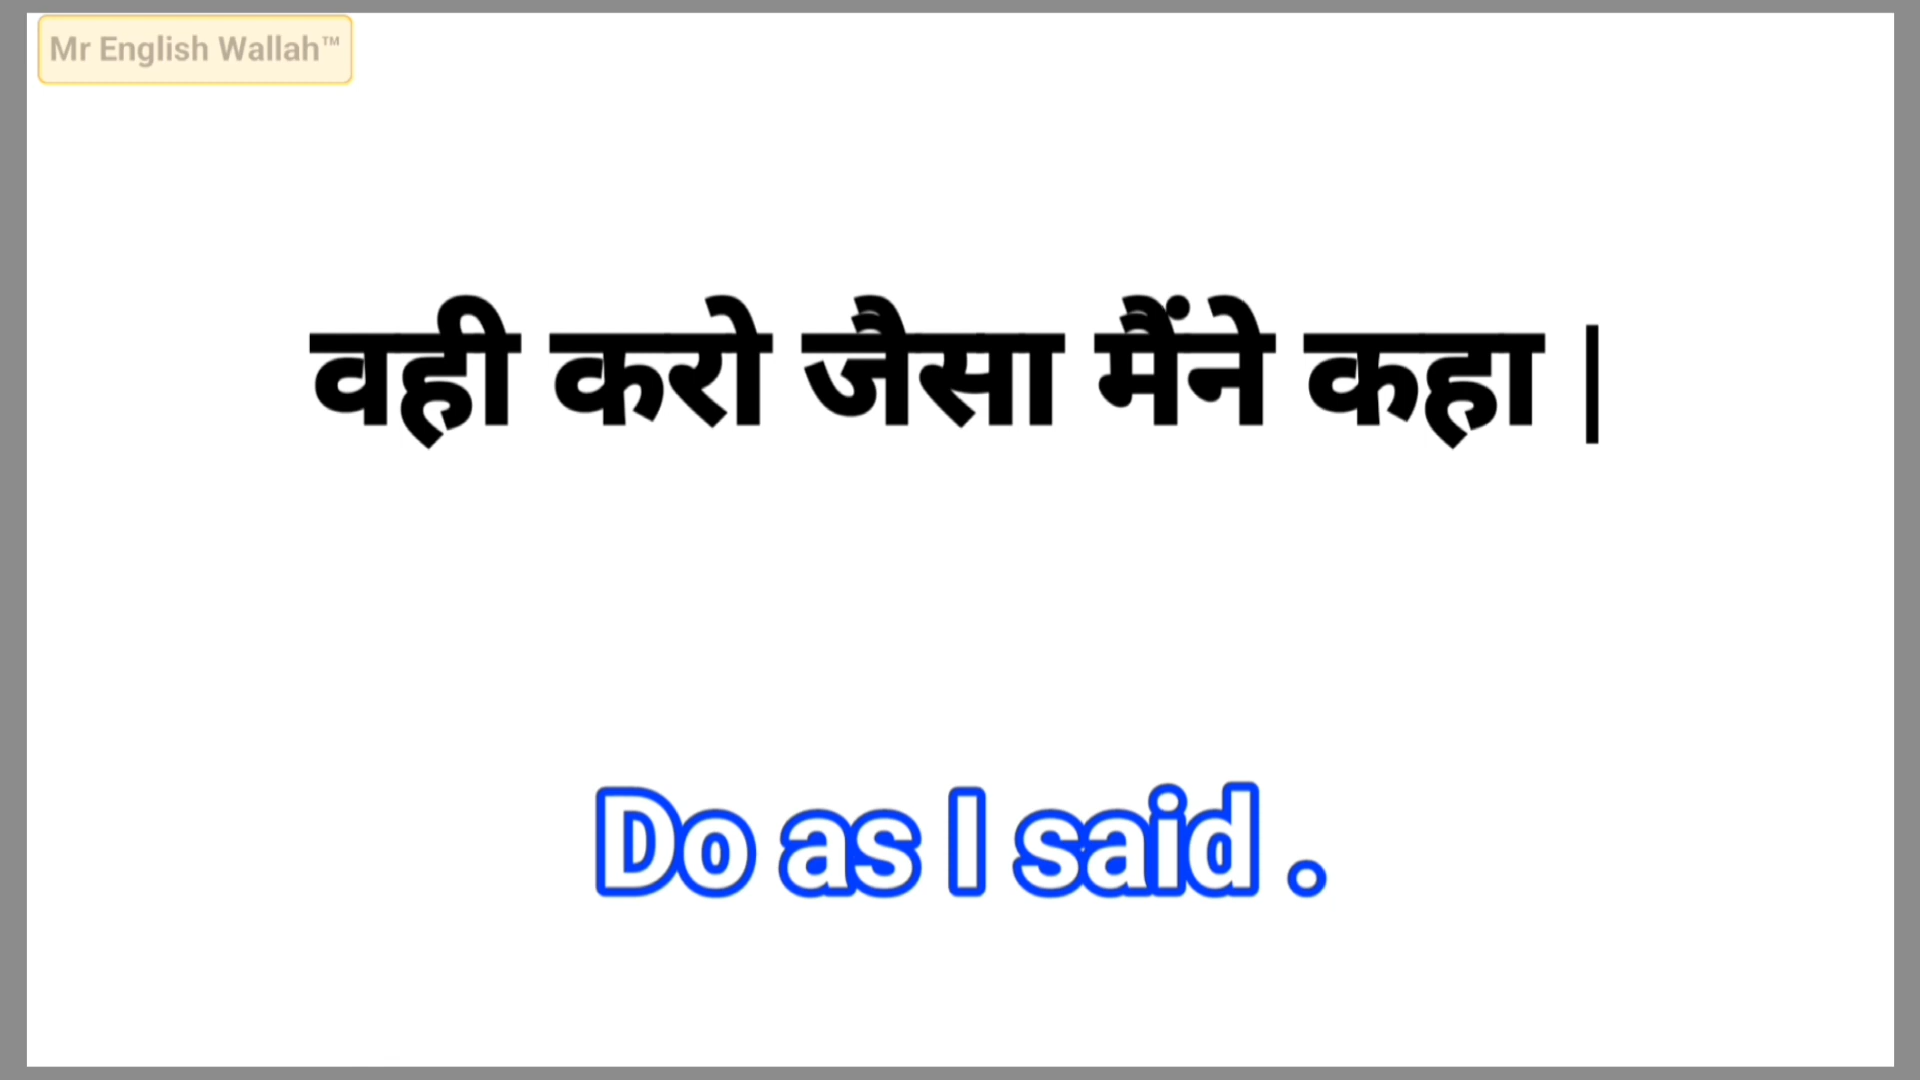 Mr English Wallah™
वही करो जैसा मैंने कहा |
Do as I said .